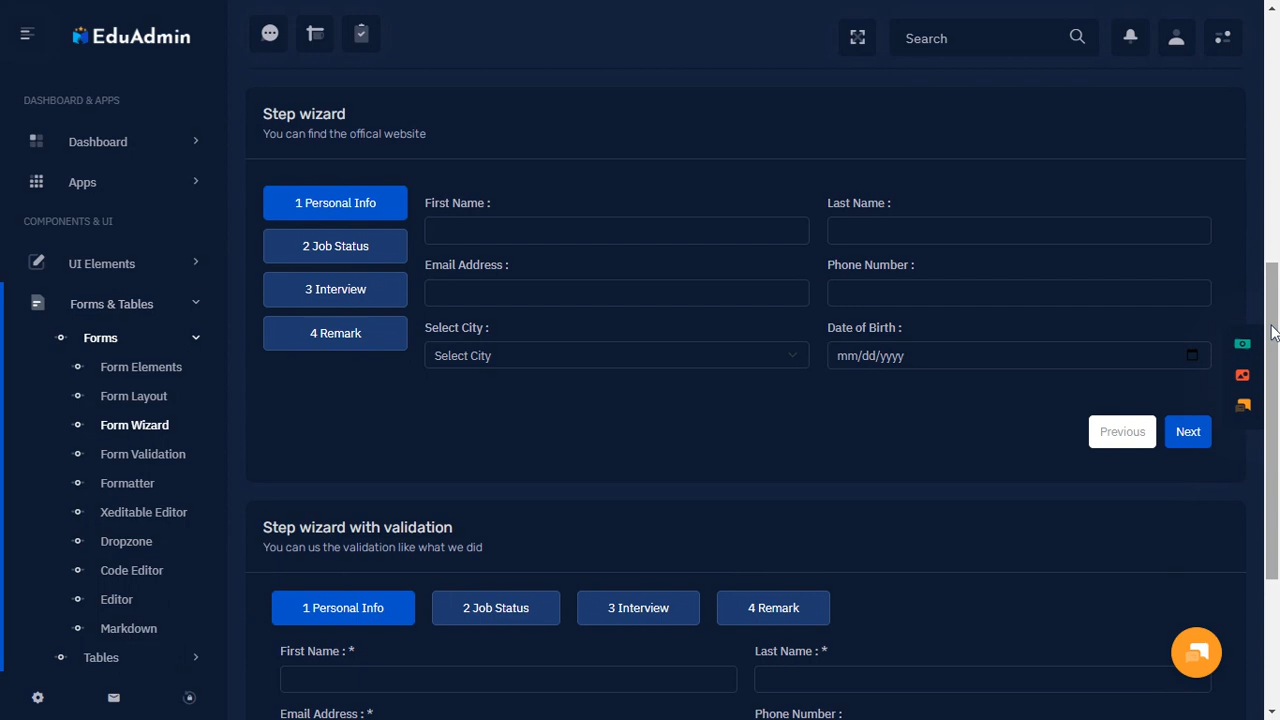 EduAdmin
Search
DASHBOARD & APPS
Dashboard
Apps
COMPONENTS & UI
UI Elements
Forms & Tables
Forms
Form Elements
Form Layout
Form Wizard
Form Validation
Formatter
Xeditable Editor
Dropzone
Code Editor
Editor
Markdown
Tables
Step wizard
You can find the offical website
1 Personal Info
2 Job Status
3 Interview
4 Remark
First Name :
Last Name :
Email Address :
Phone Number :
Select City :
Date of Birth :
Select City
mm/dd/yyyy
Previous
Next
Step wizard with validation
You can us the validation like what we did
1 Personal Info
2 Job Status
3 Interview
4 Remark
First Name : *
Last Name : *
Email Address : *
Phone Number :